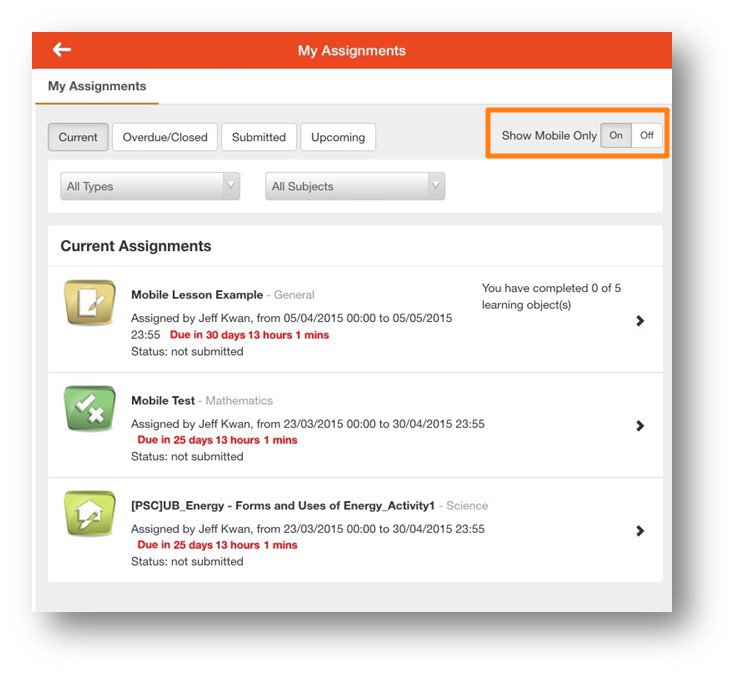 My Assignments
My Assignments
Current Overdue/Closed Submitted Upcoming Show Mobile Only On Off
All Types All Subjects
Current Assignments
Mobile Lesson Example - General
You have completed 0 of 5
learning object(s)
Assigned by Jeff Kwan, from 05/04/2015 00:00 to 05/05/2015
23:55 Due in 30 days 13 hours 1 mins
Status: not submitted
Mobile Test - Mathematics
Assigned by Jeff Kwan, from 23/03/2015 00:00 to 30/04/2015 23:55
Due in 25 days 13 hours 1 mins
Status: not submitted
[PSC]UB_Energy - Forms and Uses of Energy_Activity1 - Science
Assigned by Jeff Kwan, from 23/03/2015 00:00 to 30/04/2015 23:55
Due in 25 days 13 hours 1 mins
Status: not submitted